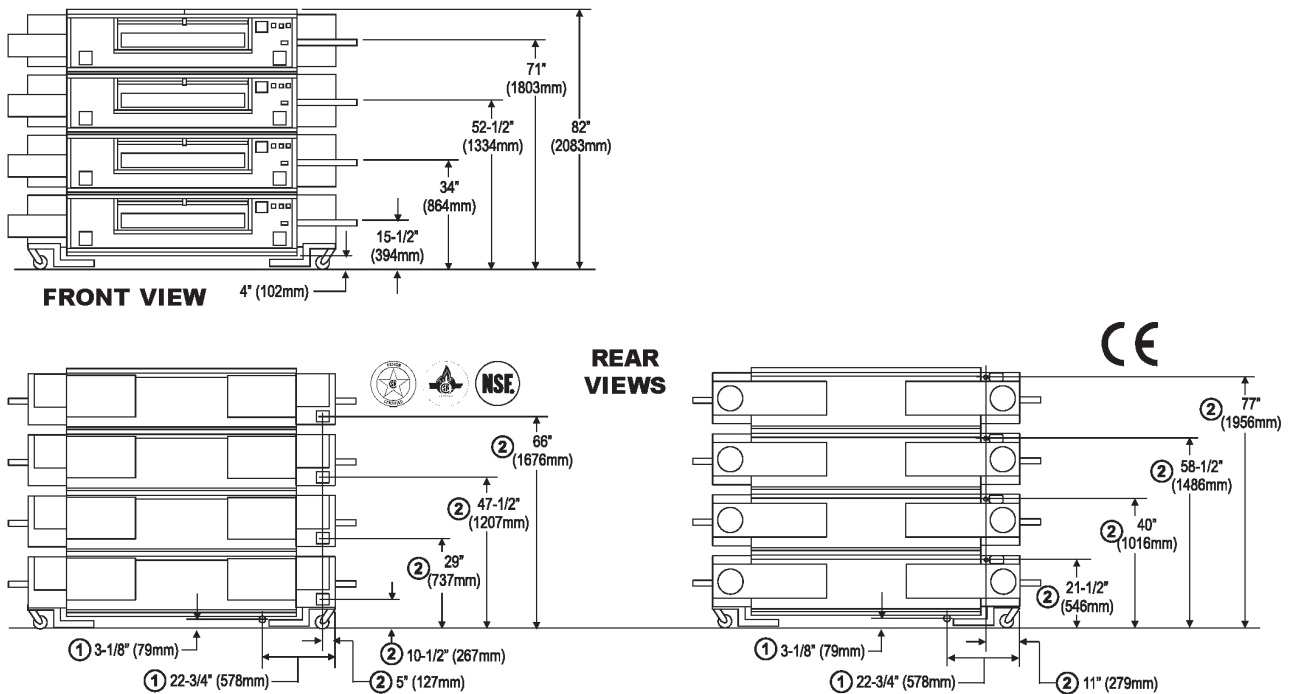 71"
(1803mm)
52-1/2"
(1334mm)
82"
(2083mm)
34"
(864mm)
15-1/2"
(394mm)
4" (102mm)
FRONT VIEW
REAR
VIEWS
NSF.
CE
2 66"
(1676mm)
2 47-1/2"
(1207mm)
2 29"
(737mm)
1 3-1/8" (79mm)
2 10-1/2" (267mm)
1 22-3/4" (578mm)
2 5" (127mm)
2 77"
(1956mm)
2 58-1/2"
(1486mm)
2 40"
(1016mm)
2 21-1/2"
(546mm)
1 3-1/8" (79mm)
1 22-3/4" (578mm)
2 11" (279mm)